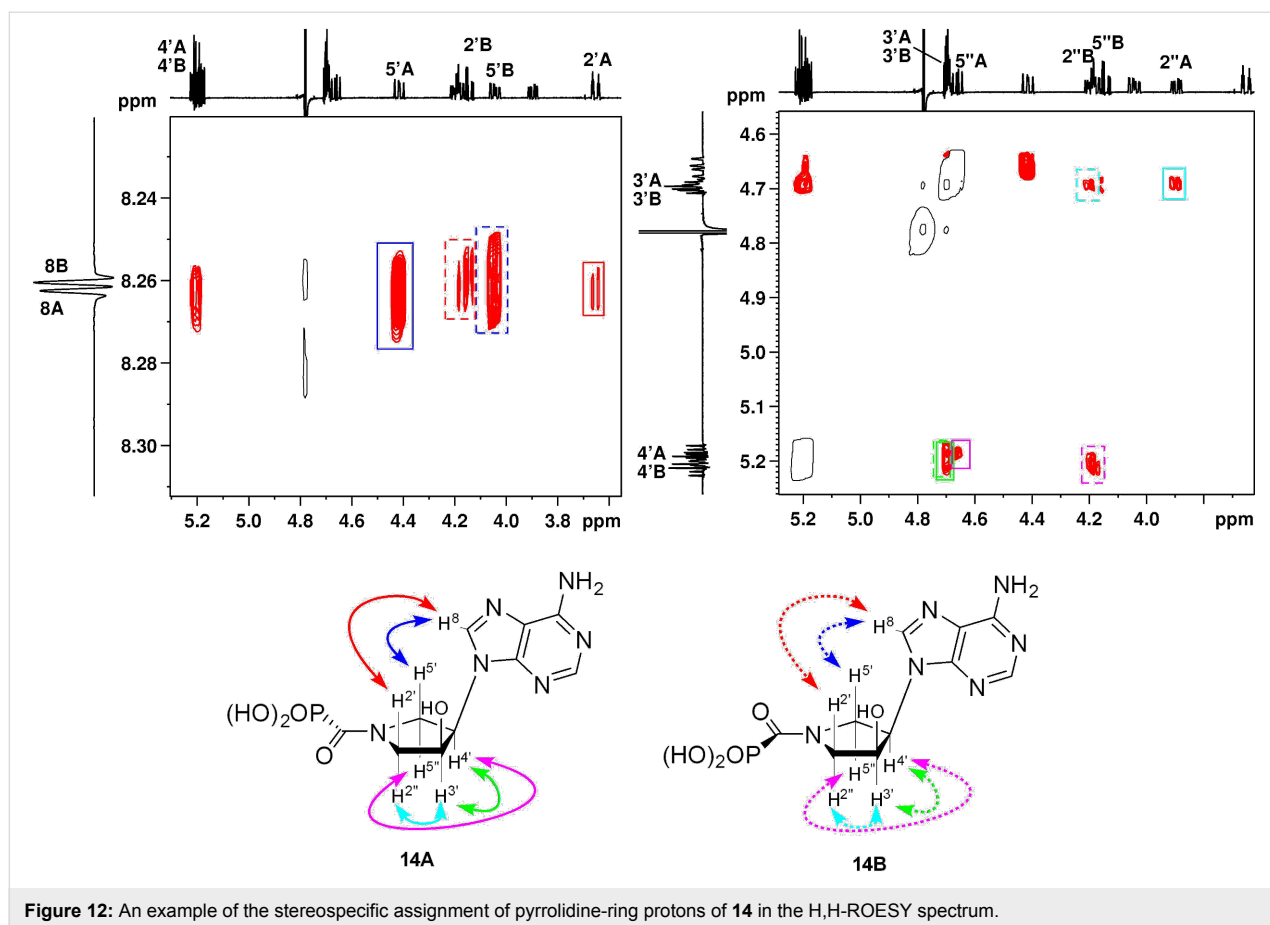 4'A
4'B
5'A
2'B
5'B
2'A
ppm
8.24
8.26
8.28
8.30
8B
8A
5.2 5.0 4.8 4.6 4.4 4.2 4.0 3.8 ppm
3'A
3'B
5''A
2''B
5''B
2''A
ppm
4.6
4.7
4.8
4.9
5.0
5.1
5.2
3'A
3'B
4'A
4'B
5.2 5.0 4.8 4.6 4.4 4.2 4.0 ppm
NH2
N
N
H8
N
N
N
H5'
H2'
HO
(HO)2OP
N
O
H5''
H4'
H2''
H3'
14A
NH2
N
N
H8
N
N
N
H5'
H2'
HO
O
(HO)2OP
N
H5''
H4'
H2''
H3'
14B
Figure 12: An example of the stereospecific assignment of pyrrolidine-ring protons of 14 in the H,H-ROESY spectrum.